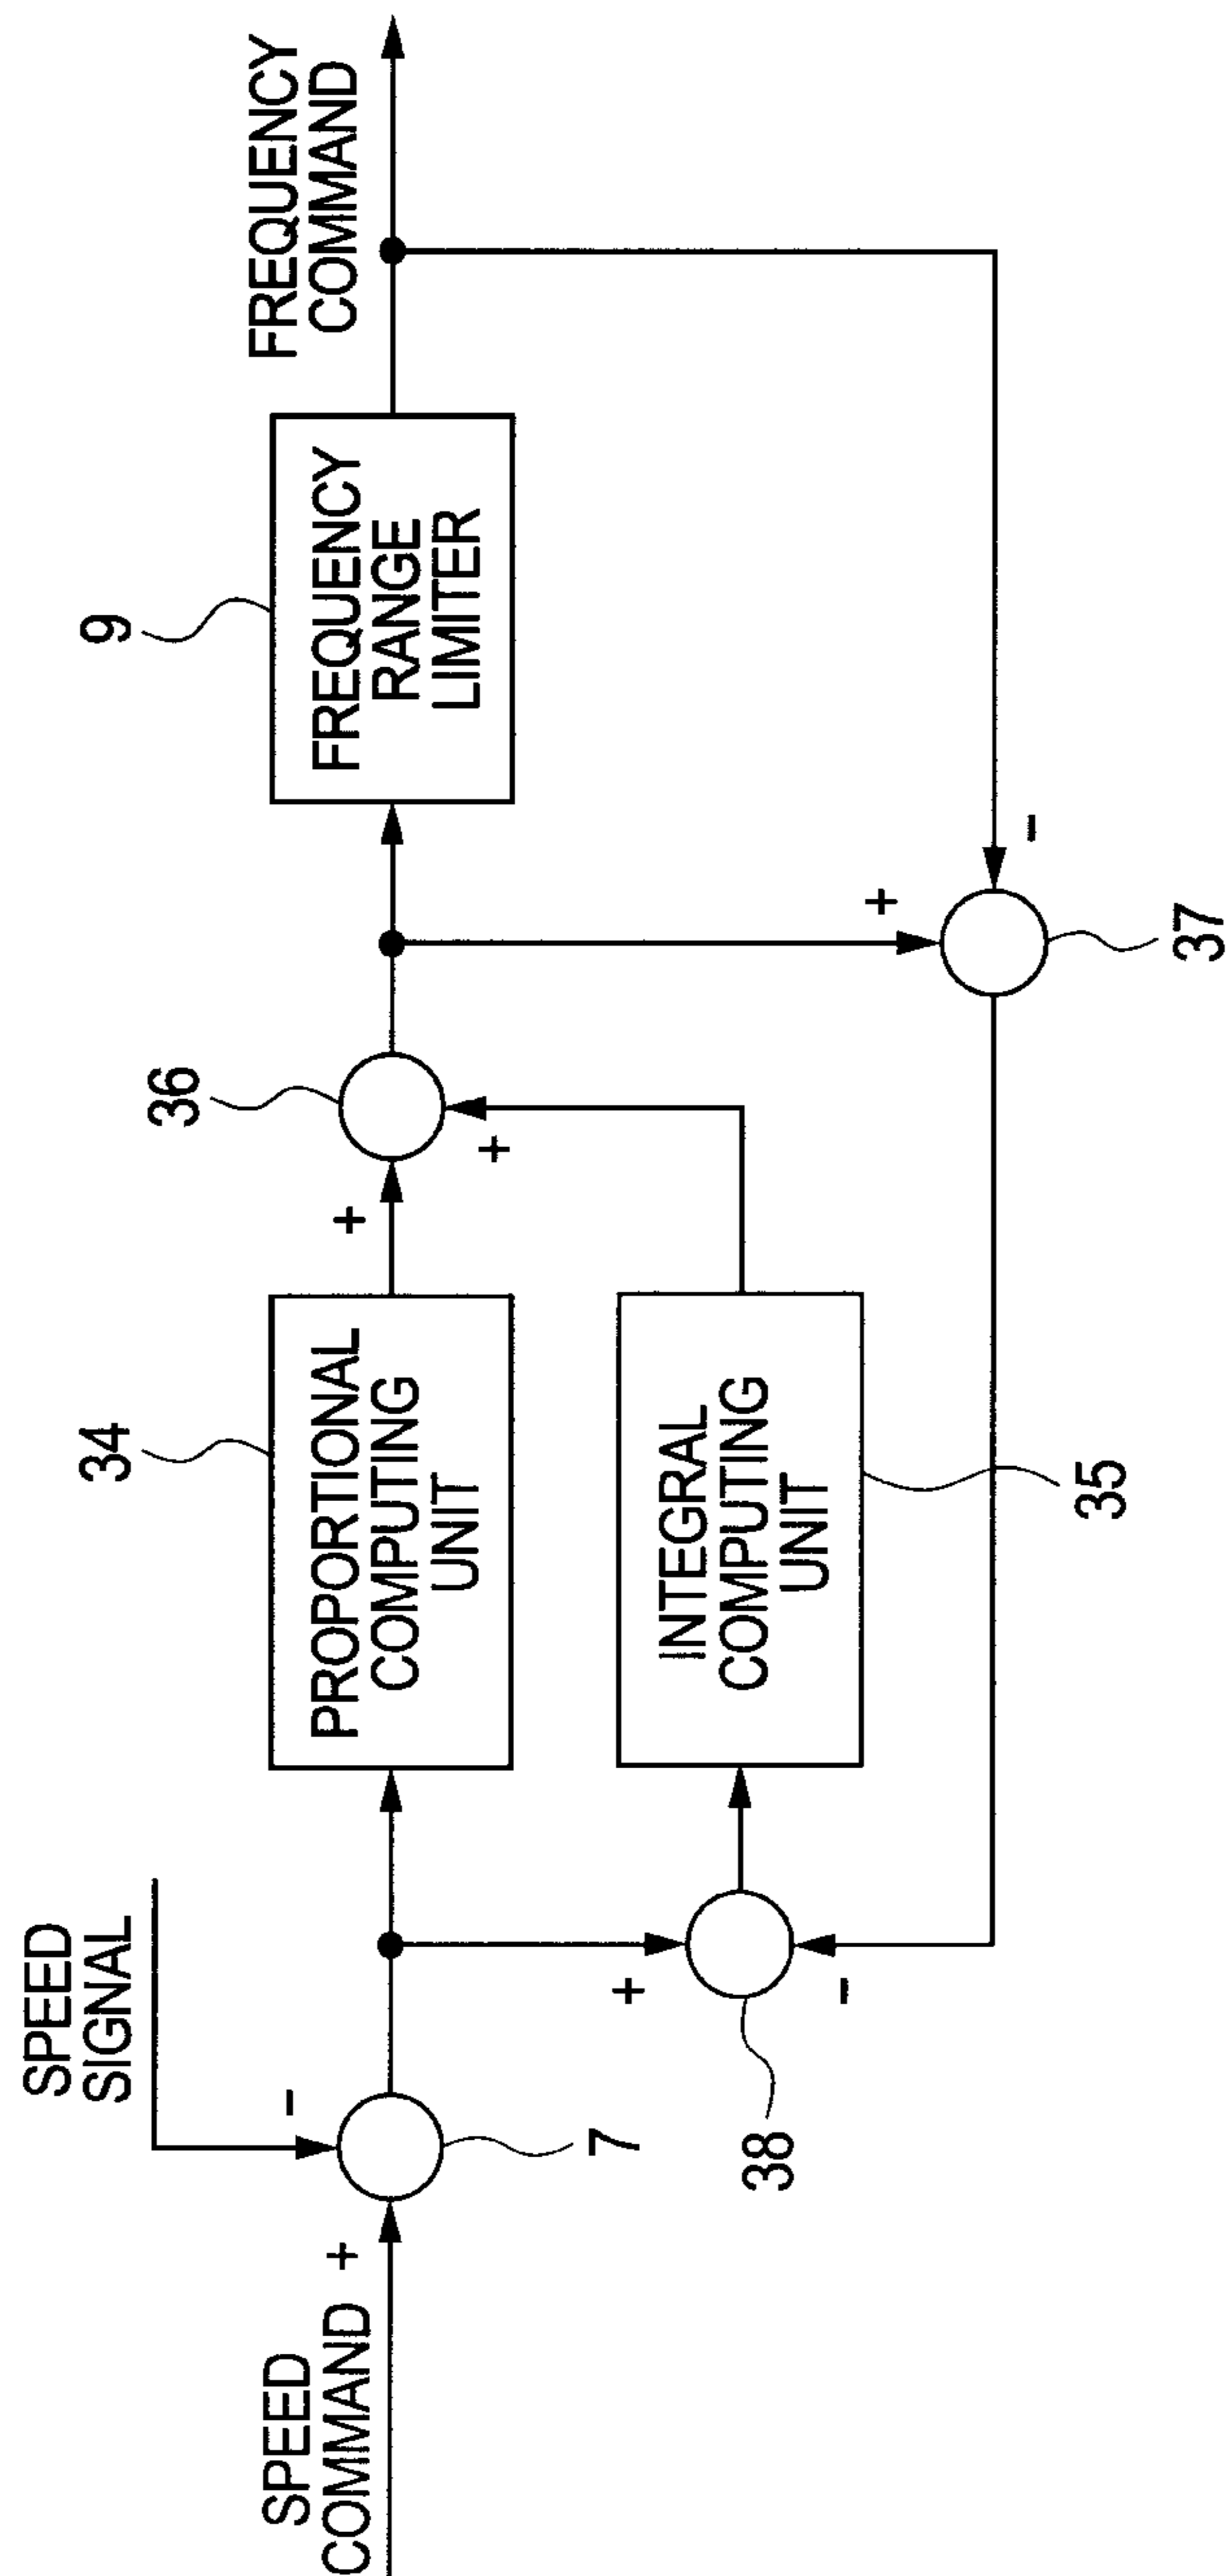 SPEED
SIGNAL
SPEED
COMMAND
+
-
7
34
PROPORTIONAL
COMPUTING
UNIT
+
-
38
INTEGRAL
COMPUTING
UNIT
35
+
+
36
9
FREQUENCY
RANGE
LIMITER
+
-
37
FREQUENCY
COMMAND